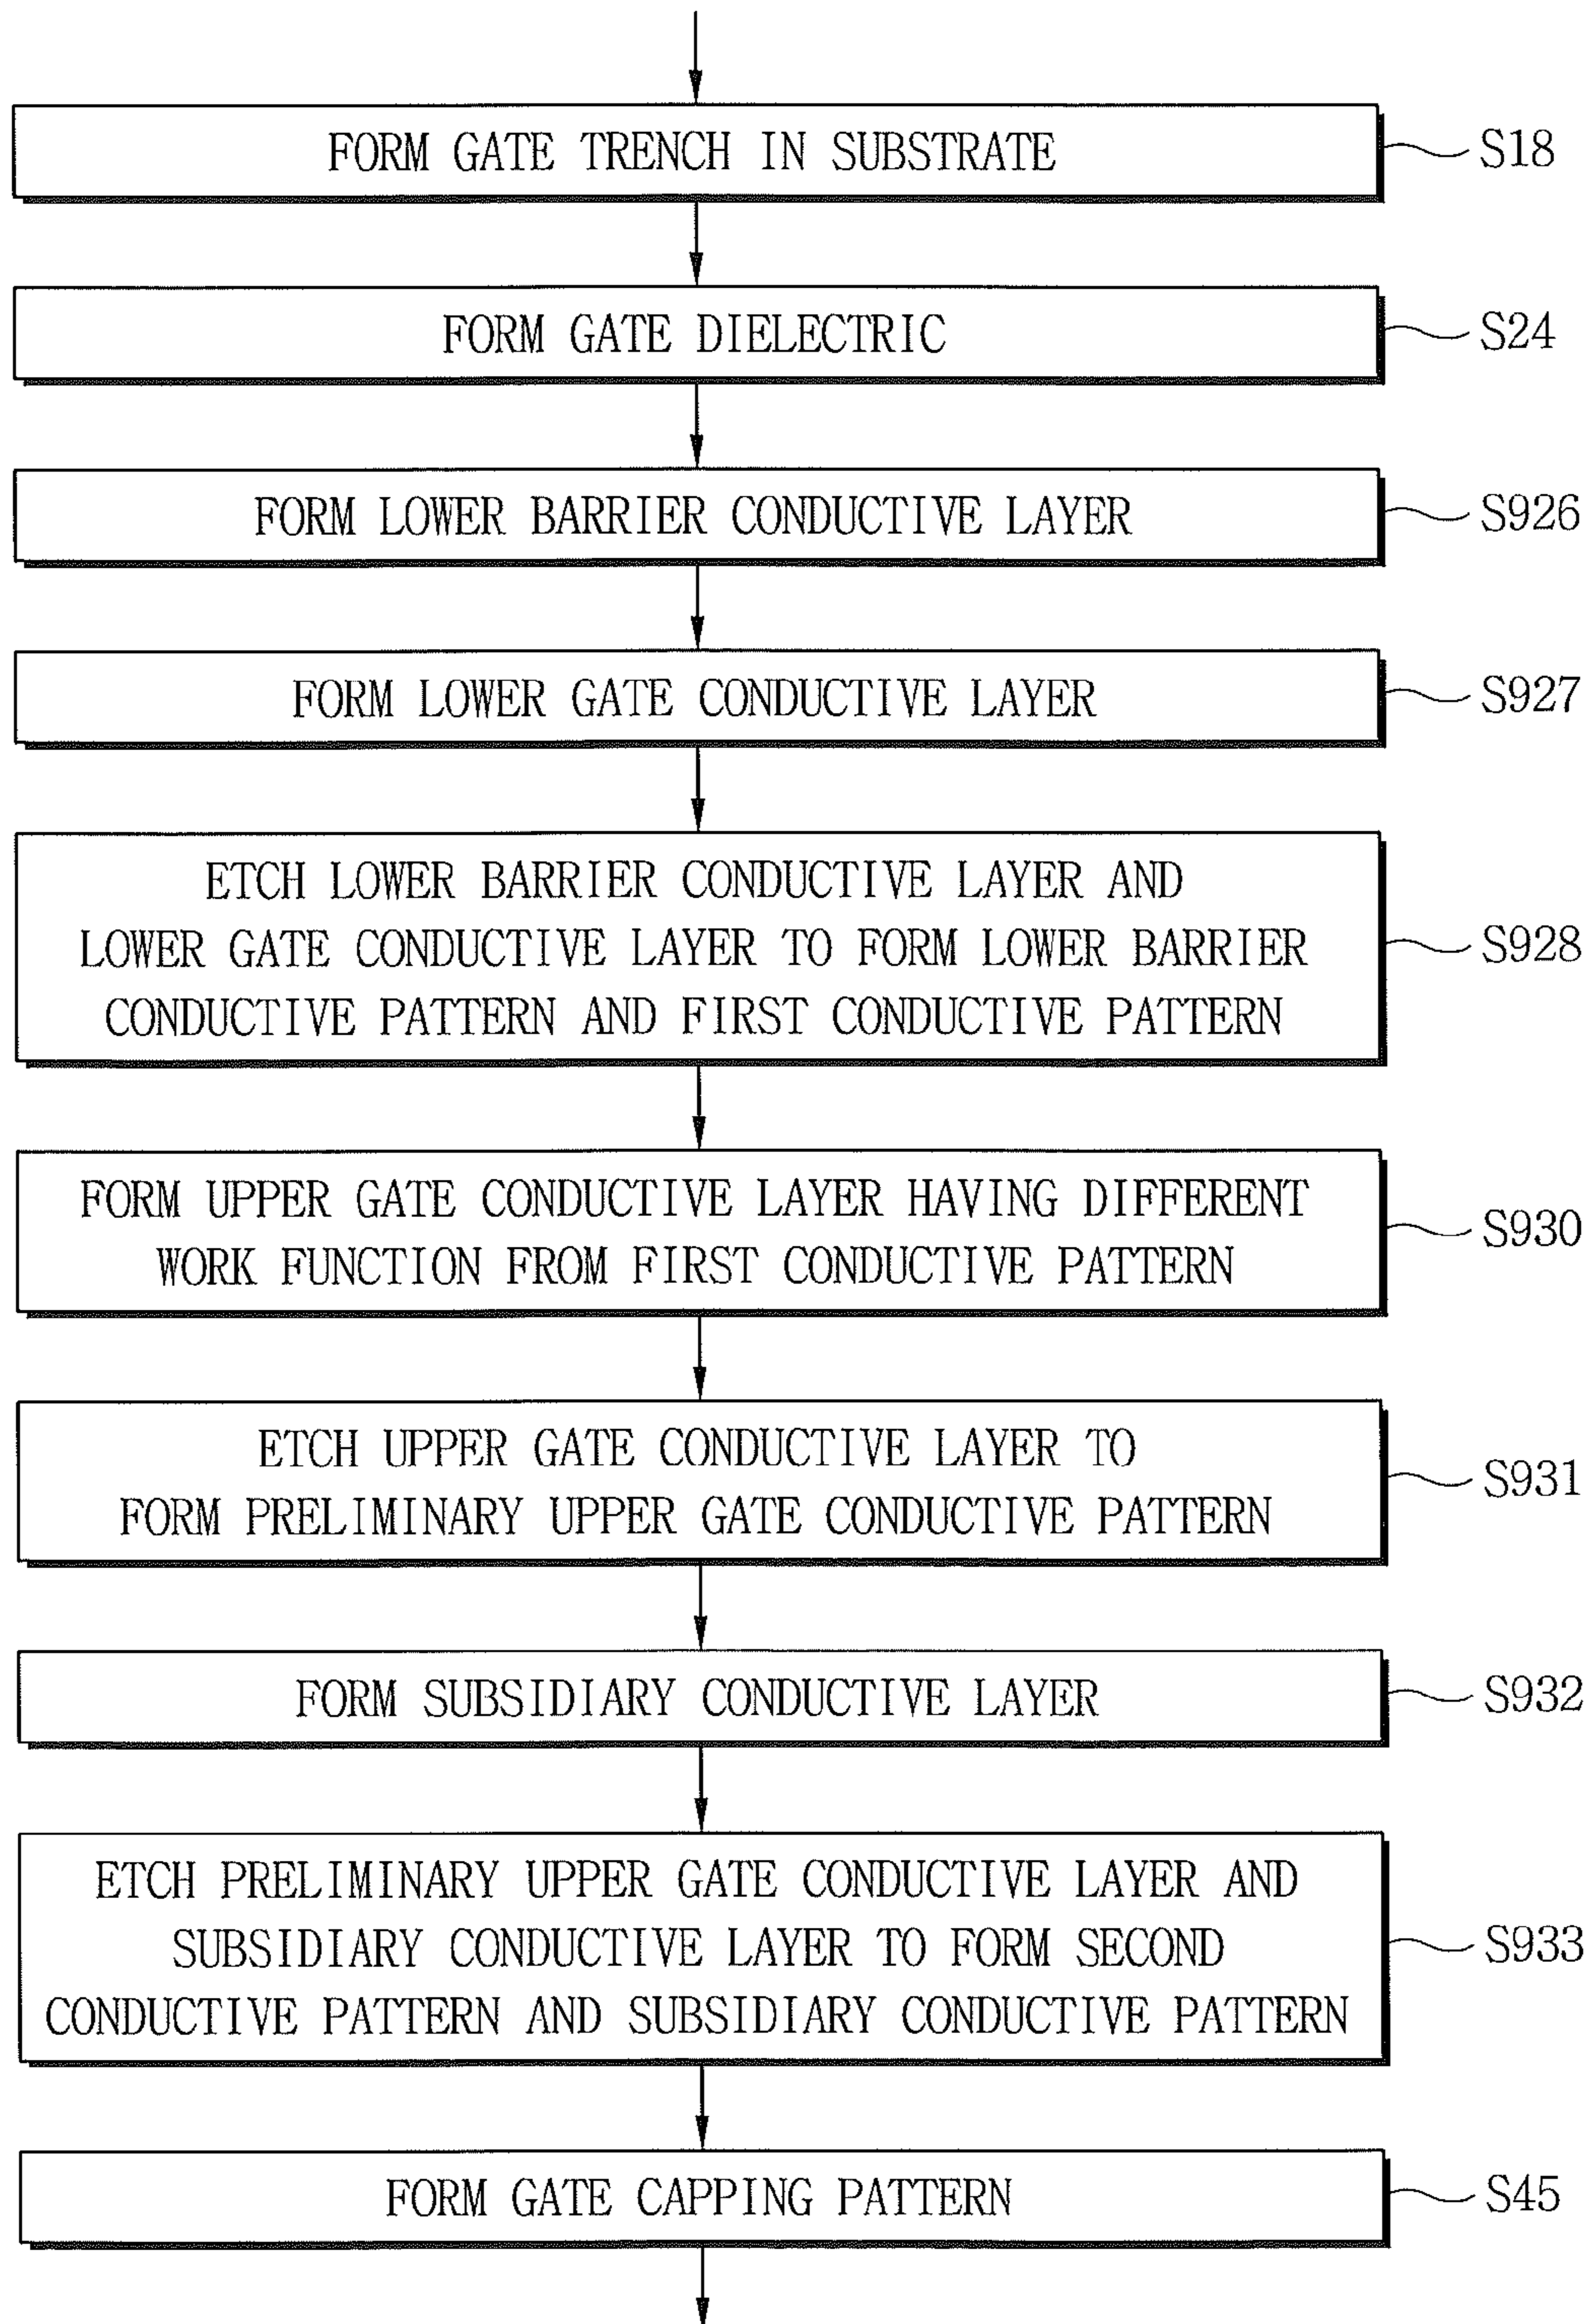 FORM GATE TRENCH IN SUBSTRATE
S18
FORM GATE DIELECTRIC
S24
FORM LOWER BARRIER CONDUCTIVE LAYER
S926
FORM LOWER GATE CONDUCTIVE LAYER
S927
ETCH LOWER BARRIER CONDUCTIVE LAYER AND
LOWER GATE CONDUCTIVE LAYER TO FORM LOWER BARRIER
CONDUCTIVE PATTERN AND FIRST CONDUCTIVE PATTERN
S928
FORM UPPER GATE CONDUCTIVE LAYER HAVING DIFFERENT
WORK FUNCTION FROM FIRST CONDUCTIVE PATTERN
S930
ETCH UPPER GATE CONDUCTIVE LAYER TO
FORM PRELIMINARY UPPER GATE CONDUCTIVE PATTERN
S931
FORM SUBSIDIARY CONDUCTIVE LAYER
S932
ETCH PRELIMINARY UPPER GATE CONDUCTIVE LAYER AND
SUBSIDIARY CONDUCTIVE LAYER TO FORM SECOND
CONDUCTIVE PATTERN AND SUBSIDIARY CONDUCTIVE PATTERN
S933
FORM GATE CAPPING PATTERN
S45